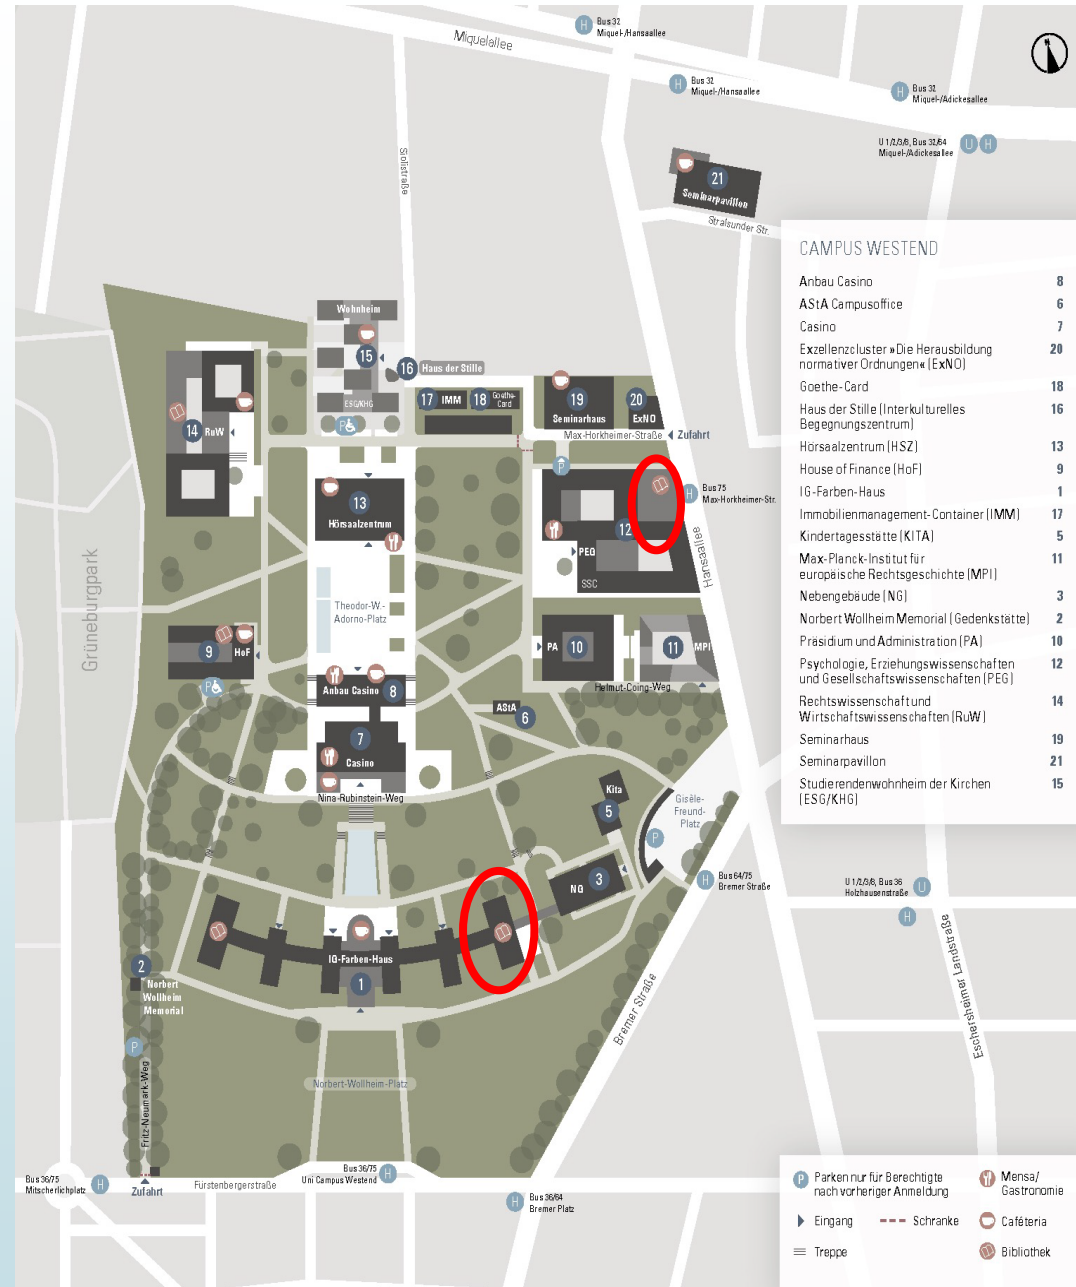 Bus 32
Miquel-/Hansaallee
Miquelallee
Bus 32
Miquel-/Hansaallee
Bus 32
Miquel-/Adickesallee
U 1/2/3/8, Bus 32/64
Miquel-/Adickesallee
U
H
H
H
H
N
Siolistraße
21
Seminarpavillon
Stralsunder Str.
CAMPUS WESTEND
Anbau Casino 8
AStA Campusoffice 6
Casino 7
Exzellenzcluster »Die Herausbildung 20
normativer Ordnungen« (ExNO)
Goethe-Card 18
Haus der Stille (Interkulturelles 16
Begegnungszentrum)
Hörsaalzentrum (HSZ) 13
House of Finance (HoF) 9
IG-Farben-Haus 1
Immobilienmanagement-Container (IMM) 17
Kindertagesstätte (KITA) 5
Max-Planck-Institut für 11
europäische Rechtsgeschichte (MPI)
Nebengebäude (NG) 3
Norbert Wollheim Memorial (Gedenkstätte) 2
Präsidium und Administration (PA) 10
Psychologie, Erziehungswissenschaften 12
und Gesellschaftswissenschaften (PEG)
Rechtswissenschaft und 14
Wirtschaftswissenschaften (RuW)
Seminarhaus 19
Seminarpavillon 21
Studierendenwohnheim der Kirchen 15
(ESG/KHG)
Wohnheim
15
16 Haus der Stille
ESG/KHG
P
17 IMM
18 Goethe-
Card
19
Seminarhaus
20
ExNO
Max-Horkheimer-Straße
Zufahrt
14 RuW
P
H
Bus 75
Max-Horkheimer-Str.
13
Hörsaalzentrum
12
PEG
SSC
Hansaallee
Grüneburgpark
Theodor-W.-
Adorno-Platz
9
HoF
P
PA
10
11
MPI
Helmut-Coing-Weg
Anbau Casino 8
AStA
6
7
Casino
Nina-Rubinstein-Weg
Kita
5
Gisèle-
Freund-
Platz
P
NG
3
H
Bus 64/75
Bremer Straße
U 1/2/3/8, Bus 36
Holzhausenstraße
U
H
IG-Farben-Haus
1
2
Norbert
Wollheim
Memorial
P
Bremer Straße
Eschersheimer Landstraße
Norbert-Wollheim-Platz
Fritz-Neumark-Weg
Bus 36/75
Mitscherlichplatz
H
Zufahrt
Fürstenbergerstraße
Bus 36/75
Uni Campus Westend
H
H
Bus 36/64
Bremer Platz
P Parken nur für Berechtigte
nach vorheriger Anmeldung
Mensa/
Gastronomie
Eingang
Schranke
Caféteria
Treppe
Bibliothek